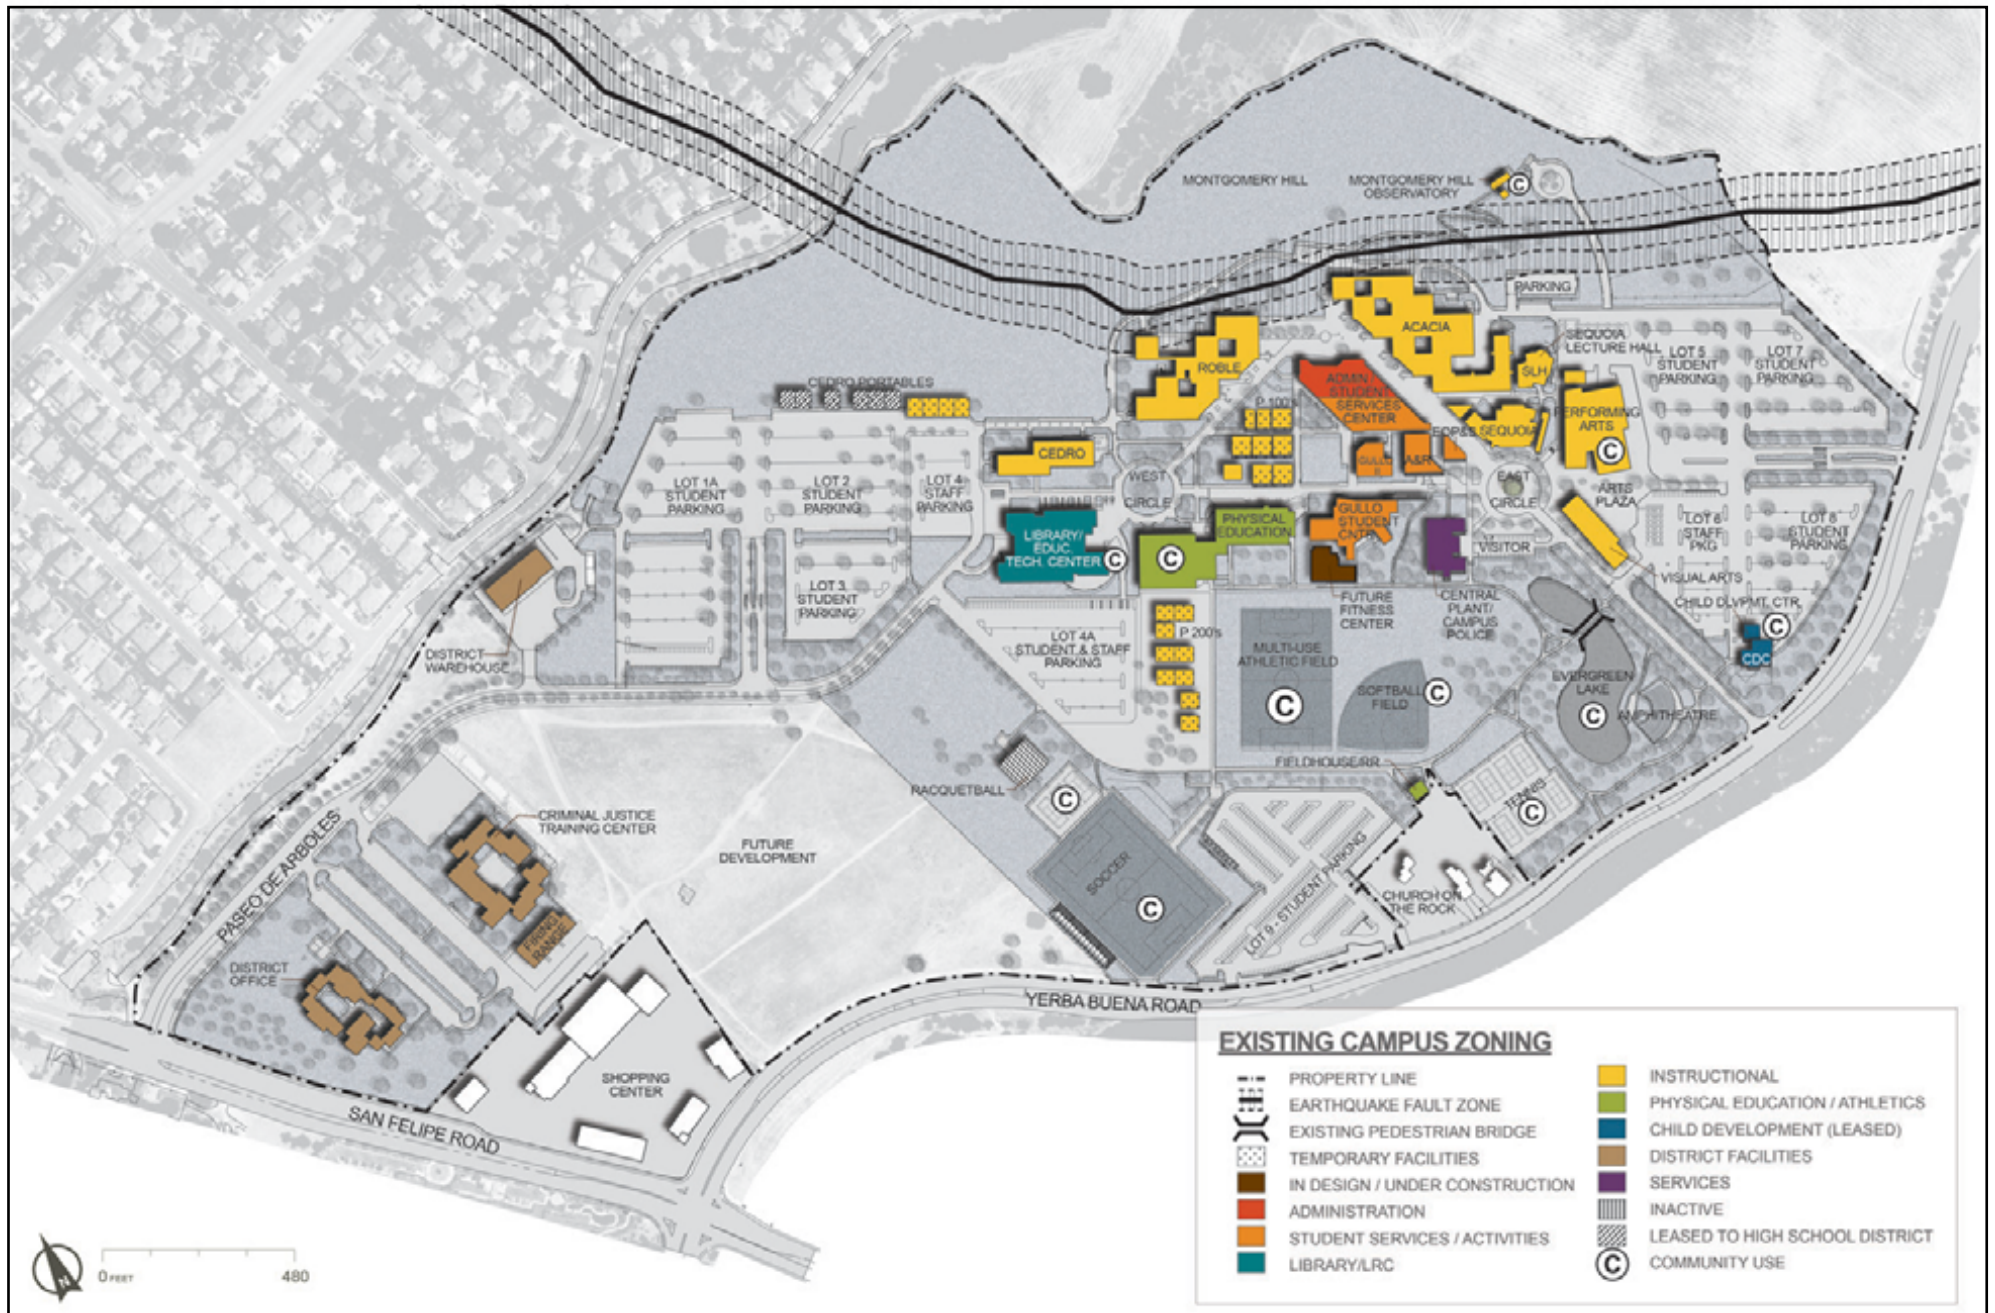 MONTGOMERY HILL
MONTGOMERY HILL
OBSERVATORY
C
PARKING
ACACIA
SEQUOIA
LECTURE HALL
SLH
LOT 5
STUDENT
PARKING
LOT 7
STUDENT
PARKING
ROBLE
CEDRO PORTABLES
ADMIN
STUDENT
SERVICES
CENTER
P 100's
PERFORMING
ARTS
C
EOP&S
SEQUOIA
GULLO
II
A&R
CEDRO
WEST
CIRCLE
EAST
CIRCLE
ARTS
PLAZA
LOT 1A
STUDENT
PARKING
LOT 2
STUDENT
PARKING
LOT 4
STAFF
PARKING
LIBRARY/
EDUC.
TECH. CENTER
C
PHYSICAL
EDUCATION
C
GULLO
STUDENT
CNTR
VISITOR
LOT 6
STAFF
PKG
LOT 8
STUDENT
PARKING
VISUAL ARTS
LOT 3
STUDENT
PARKING
FUTURE
FITNESS
CENTER
CENTRAL
PLANT/
CAMPUS
POLICE
CHILD DLVPMT. CTR.
C
CDC
DISTRICT
WAREHOUSE
LOT 4A
STUDENT & STAFF
PARKING
P 200's
MULTI-USE
ATHLETIC FIELD
C
SOFTBALL
FIELD
C
EVERGREEN
LAKE
C
AMPHITHEATRE
FIELDHOUSE/RR
RACQUETBALL
C
TENNIS
C
CRIMINAL JUSTICE
TRAINING CENTER
FUTURE
DEVELOPMENT
PASEO DE ARBOLES
SOCCER
C
LOT 9 - STUDENT PARKING
CHURCH ON
THE ROCK
FIRING
RANGE
DISTRICT
OFFICE
YERBA BUENA ROAD
SHOPPING
CENTER
SAN FELIPE ROAD
N
0 FEET
480
EXISTING CAMPUS ZONING
PROPERTY LINE
EARTHQUAKE FAULT ZONE
EXISTING PEDESTRIAN BRIDGE
TEMPORARY FACILITIES
IN DESIGN / UNDER CONSTRUCTION
ADMINISTRATION
STUDENT SERVICES / ACTIVITIES
LIBRARY/LRC
INSTRUCTIONAL
PHYSICAL EDUCATION / ATHLETICS
CHILD DEVELOPMENT (LEASED)
DISTRICT FACILITIES
SERVICES
INACTIVE
LEASED TO HIGH SCHOOL DISTRICT
C
COMMUNITY USE